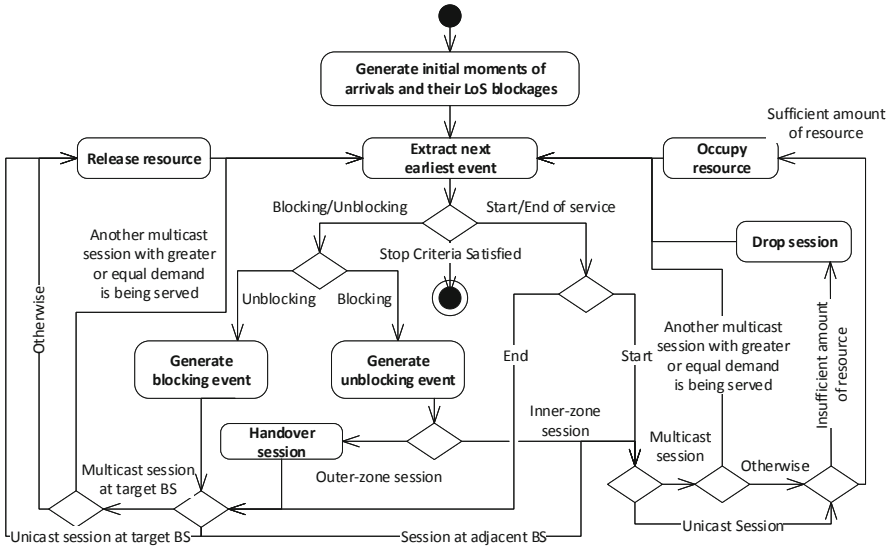 Generate initial moments of
arrivals and their LoS blockages
Sufficient amount
of resource
Release resource
Extract next
earliest event
Occupy
resource
Blocking/Unblocking
Start/End of service
Another multicast
session with greater
or equal demand
is being served
Stop Criteria Satisfied
Drop session
Unblocking
Blocking
Otherwise
Generate
blocking event
Generate
unblocking event
End
Start
Another multicast
session with greater
or equal demand
is being served
Insufficient amount
of resource
Handover
session
Inner-zone
session
Multicast
session
Otherwise
Multicast session
at target BS
Outer-zone session
Unicast Session
Unicast session at target BS
Session at adjacent BS